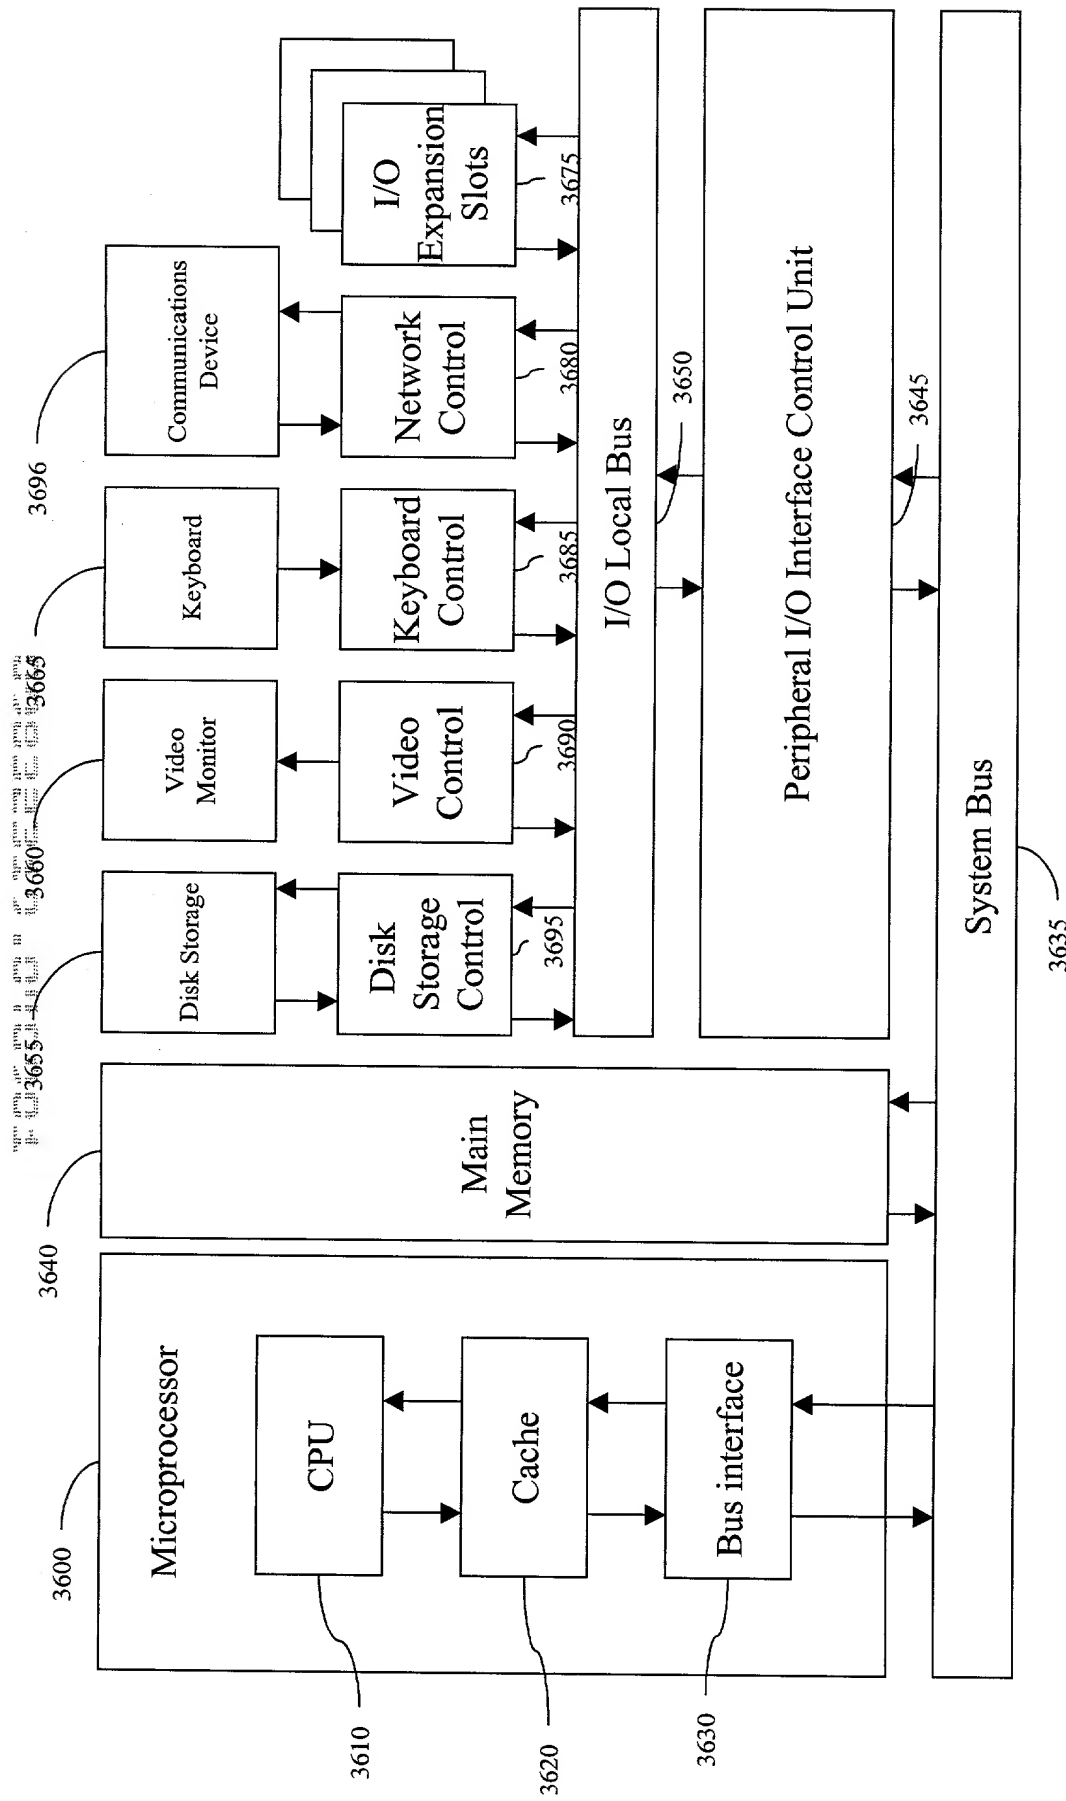 3600
Microprocessor
3610
CPU
3620
Cache
3630
Bus interface
3640
Main
Memory
3655
Disk Storage
Disk
Storage
Control
3695
3660
Video
Monitor
Video
Control
3690
3665
Keyboard
Keyboard
Control
3685
3696
Communications
Device
Network
Control
3680
I/O
Expansion
Slots
3675
I/O Local Bus
3650
Peripheral I/O Interface Control Unit
3645
System Bus
3635